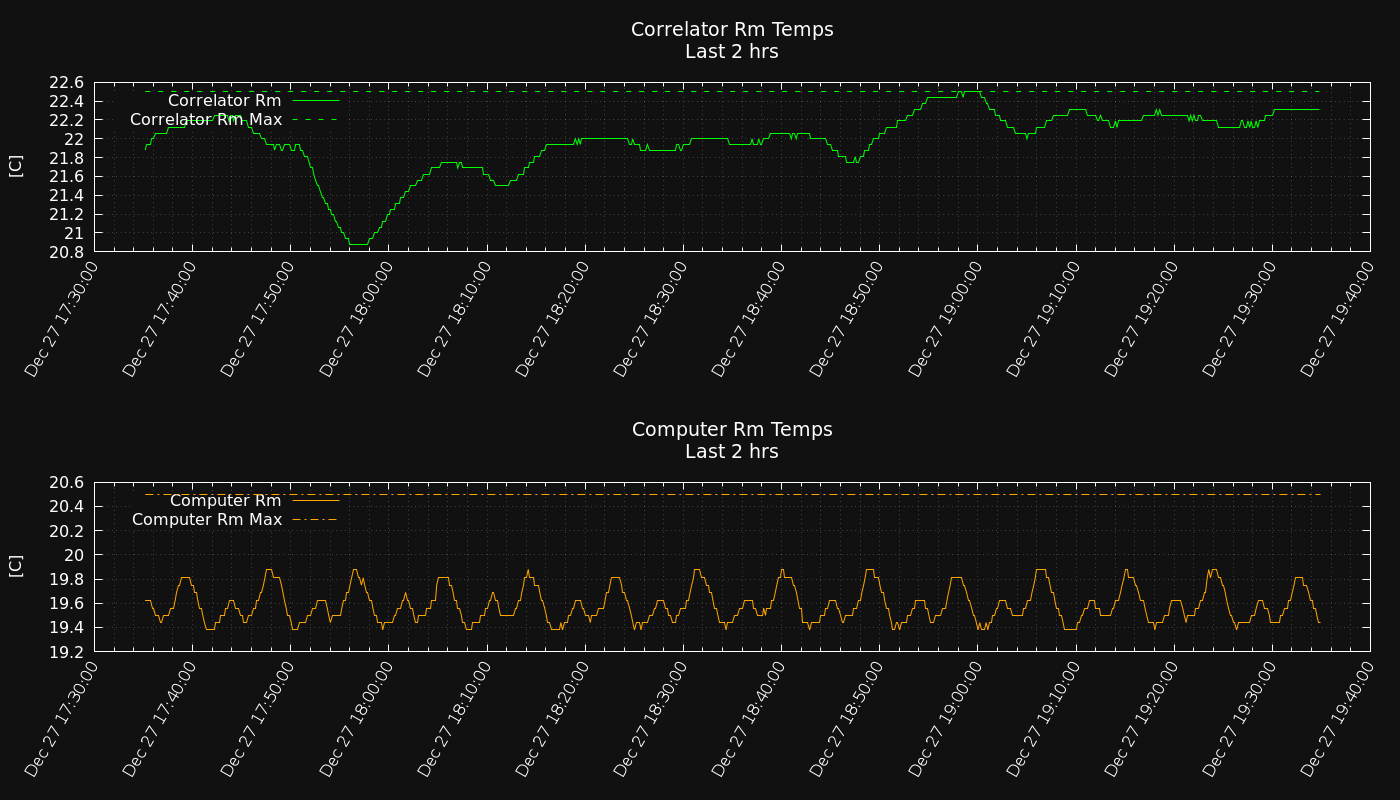 Correlator Rm Temps
Last 2 hrs
22.6
22.4
22.2
22
21.8
21.6
21.4
21.2
21
20.8
[C]
Correlator Rm
Correlator Rm Max
Dec 27 17:30:00
Dec 27 17:40:00
Dec 27 17:50:00
Dec 27 18:00:00
Dec 27 18:10:00
Dec 27 18:20:00
Dec 27 18:30:00
Dec 27 18:40:00
Dec 27 18:50:00
Dec 27 19:00:00
Dec 27 19:10:00
Dec 27 19:20:00
Dec 27 19:30:00
Dec 27 19:40:00
Computer Rm Temps
Last 2 hrs
20.6
20.4
20.2
20
19.8
19.6
19.4
19.2
[C]
Computer Rm
Computer Rm Max
Dec 27 17:30:00
Dec 27 17:40:00
Dec 27 17:50:00
Dec 27 18:00:00
Dec 27 18:10:00
Dec 27 18:20:00
Dec 27 18:30:00
Dec 27 18:40:00
Dec 27 18:50:00
Dec 27 19:00:00
Dec 27 19:10:00
Dec 27 19:20:00
Dec 27 19:30:00
Dec 27 19:40:00